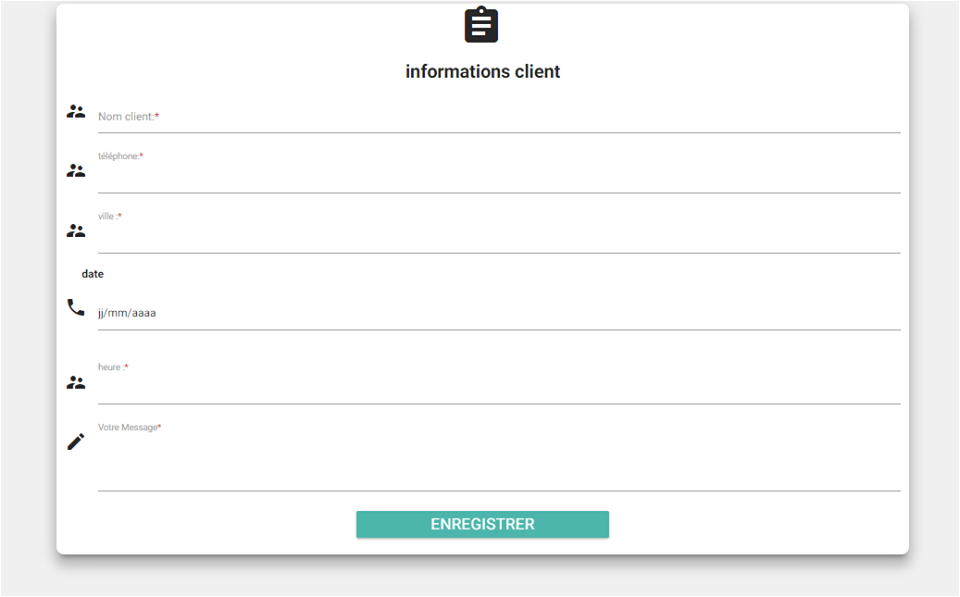 informations client
Nom client:*
téléphone:*
ville :*
date
jj/mm/aaaa
heure :*
Votre Message*
ENREGISTRER